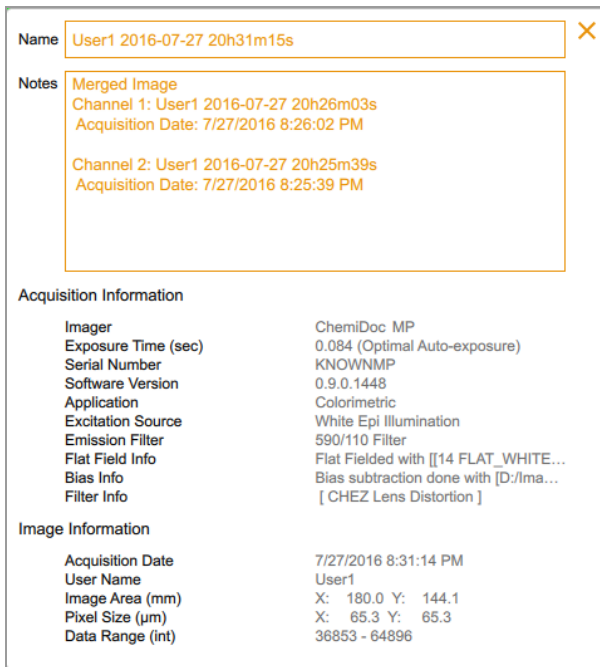 Name User1 2016-07-27 20h31m15s
Notes Merged Image
Channel 1: User1 2016-07-27 20h26m03s
Acquisition Date: 7/27/2016 8:26:02 PM
Channel 2: User1 2016-07-27 20h25m39s
Acquisition Date: 7/27/2016 8:25:39 PM
Acquisition Information
Imager ChemiDoc MP
Exposure Time (sec) 0.084 (Optimal Auto-exposure)
Serial Number KNOWNMP
Software Version 0.9.0.1448
Application Colorimetric
Excitation Source White Epi Illumination
Emission Filter 590/110 Filter
Flat Field Info Flat Fielded with [[14 FLAT_WHITE...
Bias Info Bias subtraction done with [D:/Ima...
Filter Info [ CHEZ Lens Distortion ]
Image Information
Acquisition Date 7/27/2016 8:31:14 PM
User Name User1
Image Area (mm) X: 180.0 Y: 144.1
Pixel Size (µm) X: 65.3 Y: 65.3
Data Range (int) 36853 - 64896